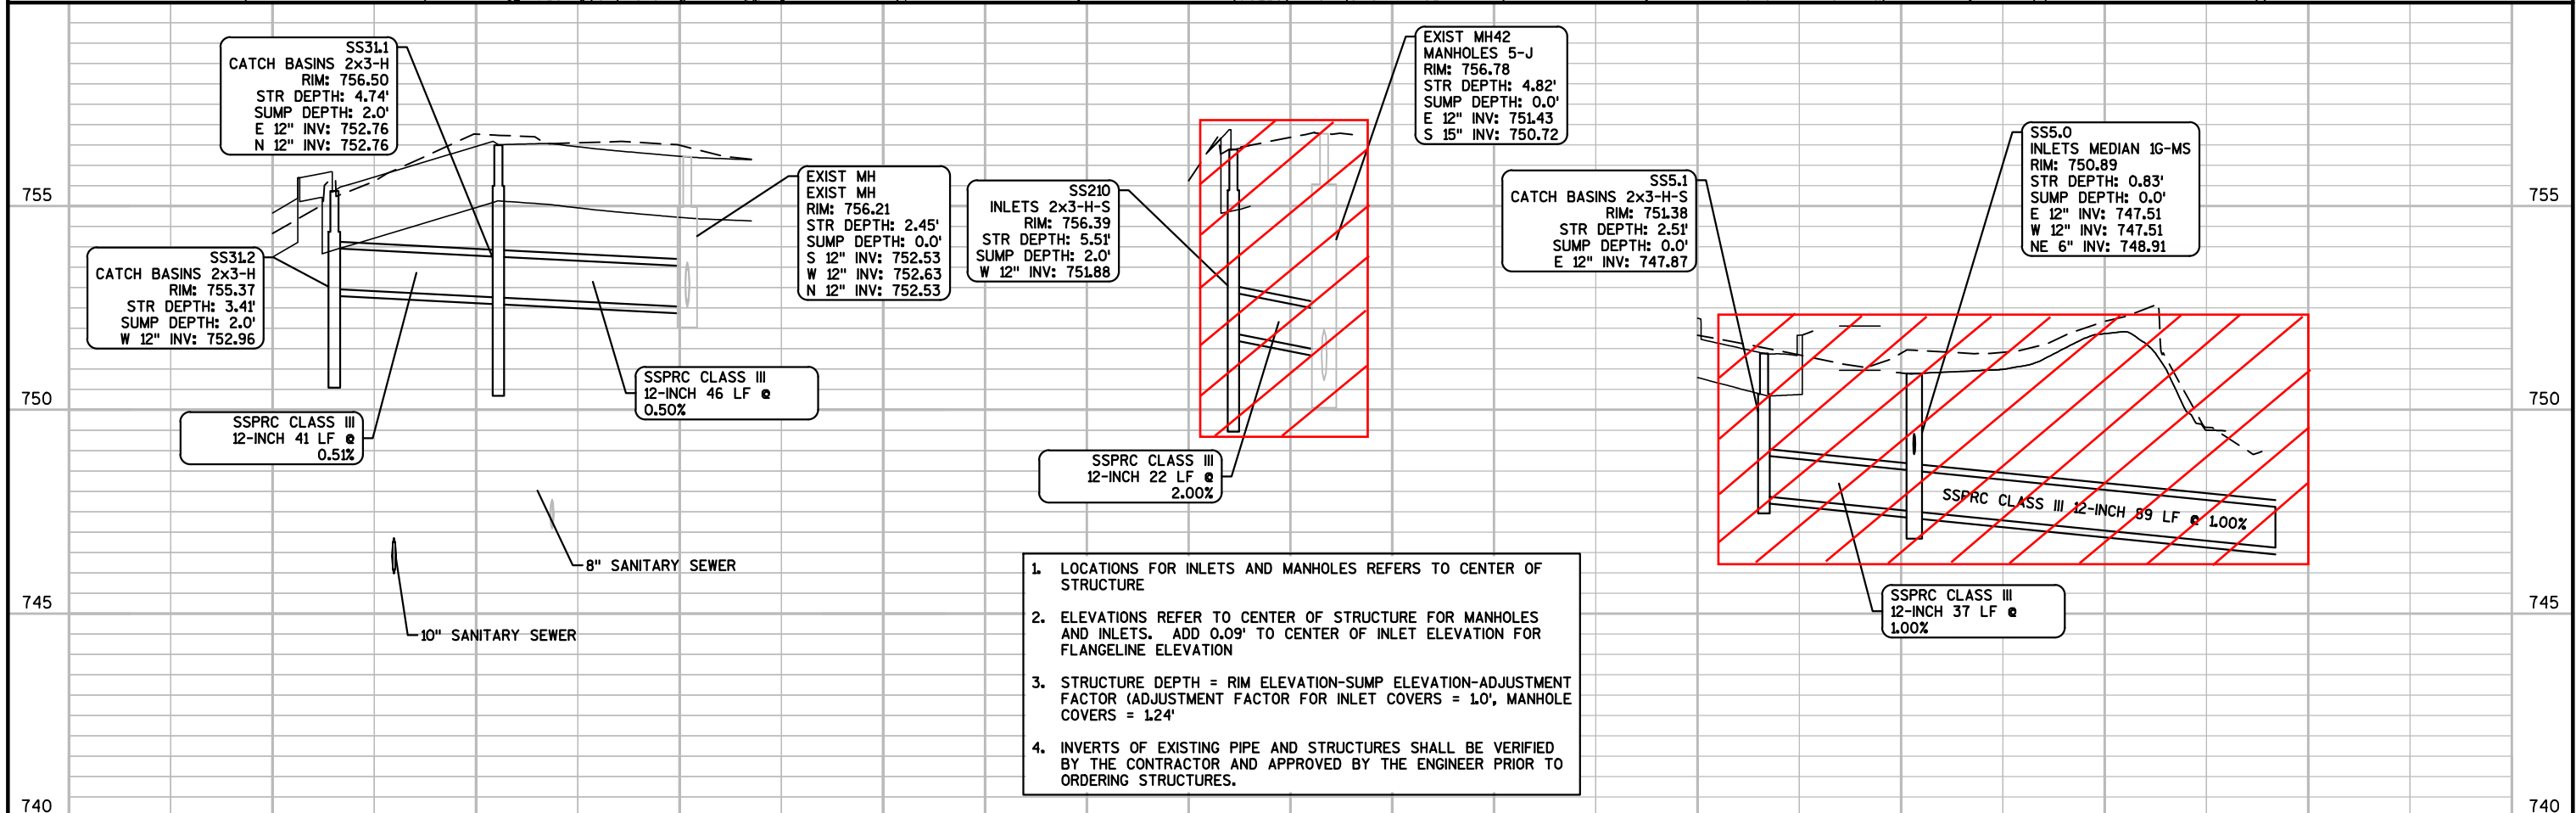 SS31.1
CATCH BASINS 2x3-H
RIM: 756.50
STR DEPTH: 4.74'
SUMP DEPTH: 2.0'
E 12" INV: 752.76
N 12" INV: 752.76
EXIST MH42
MANHOLES 5-J
RIM: 756.78
STR DEPTH: 4.82'
SUMP DEPTH: 0.0'
E 12" INV: 751.43
S 15" INV: 750.72
SS5.0
INLETS MEDIAN 1G-MS
RIM: 750.89
STR DEPTH: 0.83'
SUMP DEPTH: 0.0'
E 12" INV: 747.51
W 12" INV: 747.51
NE 6" INV: 748.91
EXIST MH
EXIST MH
RIM: 756.21
STR DEPTH: 2.45'
SUMP DEPTH: 0.0'
S 12" INV: 752.53
W 12" INV: 752.63
N 12" INV: 752.53
SS210
INLETS 2x3-H-S
RIM: 756.39
STR DEPTH: 5.51'
SUMP DEPTH: 2.0'
W 12" INV: 751.88
SS5.1
CATCH BASINS 2x3-H-S
RIM: 751.38
STR DEPTH: 2.51'
SUMP DEPTH: 0.0'
E 12" INV: 747.87
755
755
SS31.2
CATCH BASINS 2x3-H
RIM: 755.37
STR DEPTH: 3.41'
SUMP DEPTH: 2.0'
W 12" INV: 752.96
SSPRC CLASS III
12-INCH 46 LF @
0.50%
750
750
SSPRC CLASS III
12-INCH 41 LF @
0.51%
SSPRC CLASS III
12-INCH 22 LF @
2.00%
SSPRC CLASS III 12-INCH 89 LF @ 1.00%
8" SANITARY SEWER
10" SANITARY SEWER
SSPRC CLASS III
12-INCH 37 LF @
1.00%
745
745
1. LOCATIONS FOR INLETS AND MANHOLES REFERS TO CENTER OF
STRUCTURE
2. ELEVATIONS REFER TO CENTER OF STRUCTURE FOR MANHOLES
AND INLETS. ADD 0.09' TO CENTER OF INLET ELEVATION FOR
FLANGELINE ELEVATION
3. STRUCTURE DEPTH = RIM ELEVATION-SUMP ELEVATION-ADJUSTMENT
FACTOR (ADJUSTMENT FACTOR FOR INLET COVERS = 1.0', MANHOLE
COVERS = 1.24'
4. INVERTS OF EXISTING PIPE AND STRUCTURES SHALL BE VERIFIED
BY THE CONTRACTOR AND APPROVED BY THE ENGINEER PRIOR TO
ORDERING STRUCTURES.
740
740